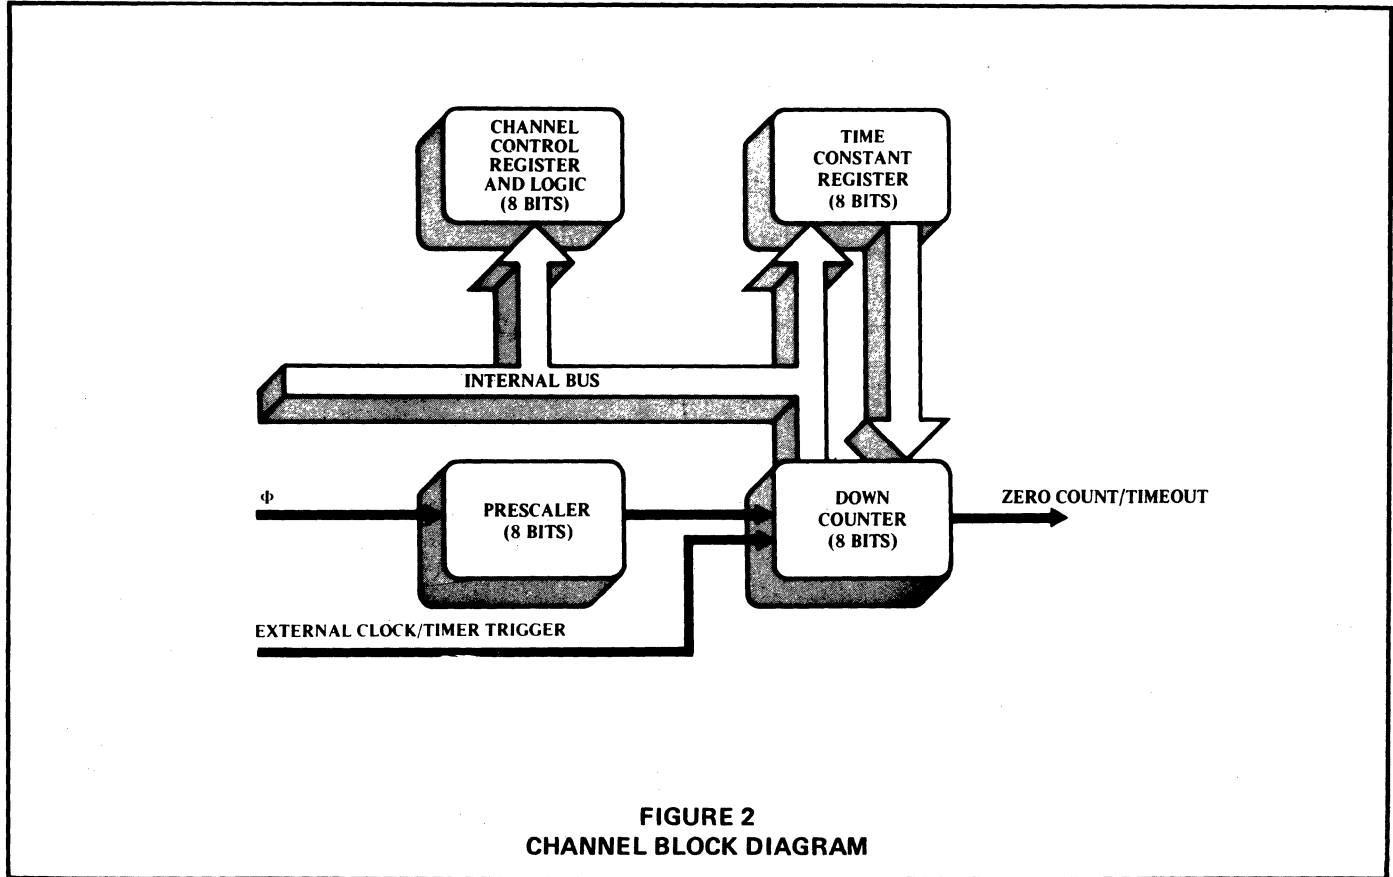 CHANNEL
CONTROL
REGISTER
AND LOGIC
(8 BITS)
TIME
CONSTANT
REGISTER
(8 BITS)
INTERNAL BUS
Φ
PRESCALER
(8 BITS)
DOWN
COUNTER
(8 BITS)
ZERO COUNT/TIMEOUT
EXTERNAL CLOCK/TIMER TRIGGER
FIGURE 2
CHANNEL BLOCK DIAGRAM